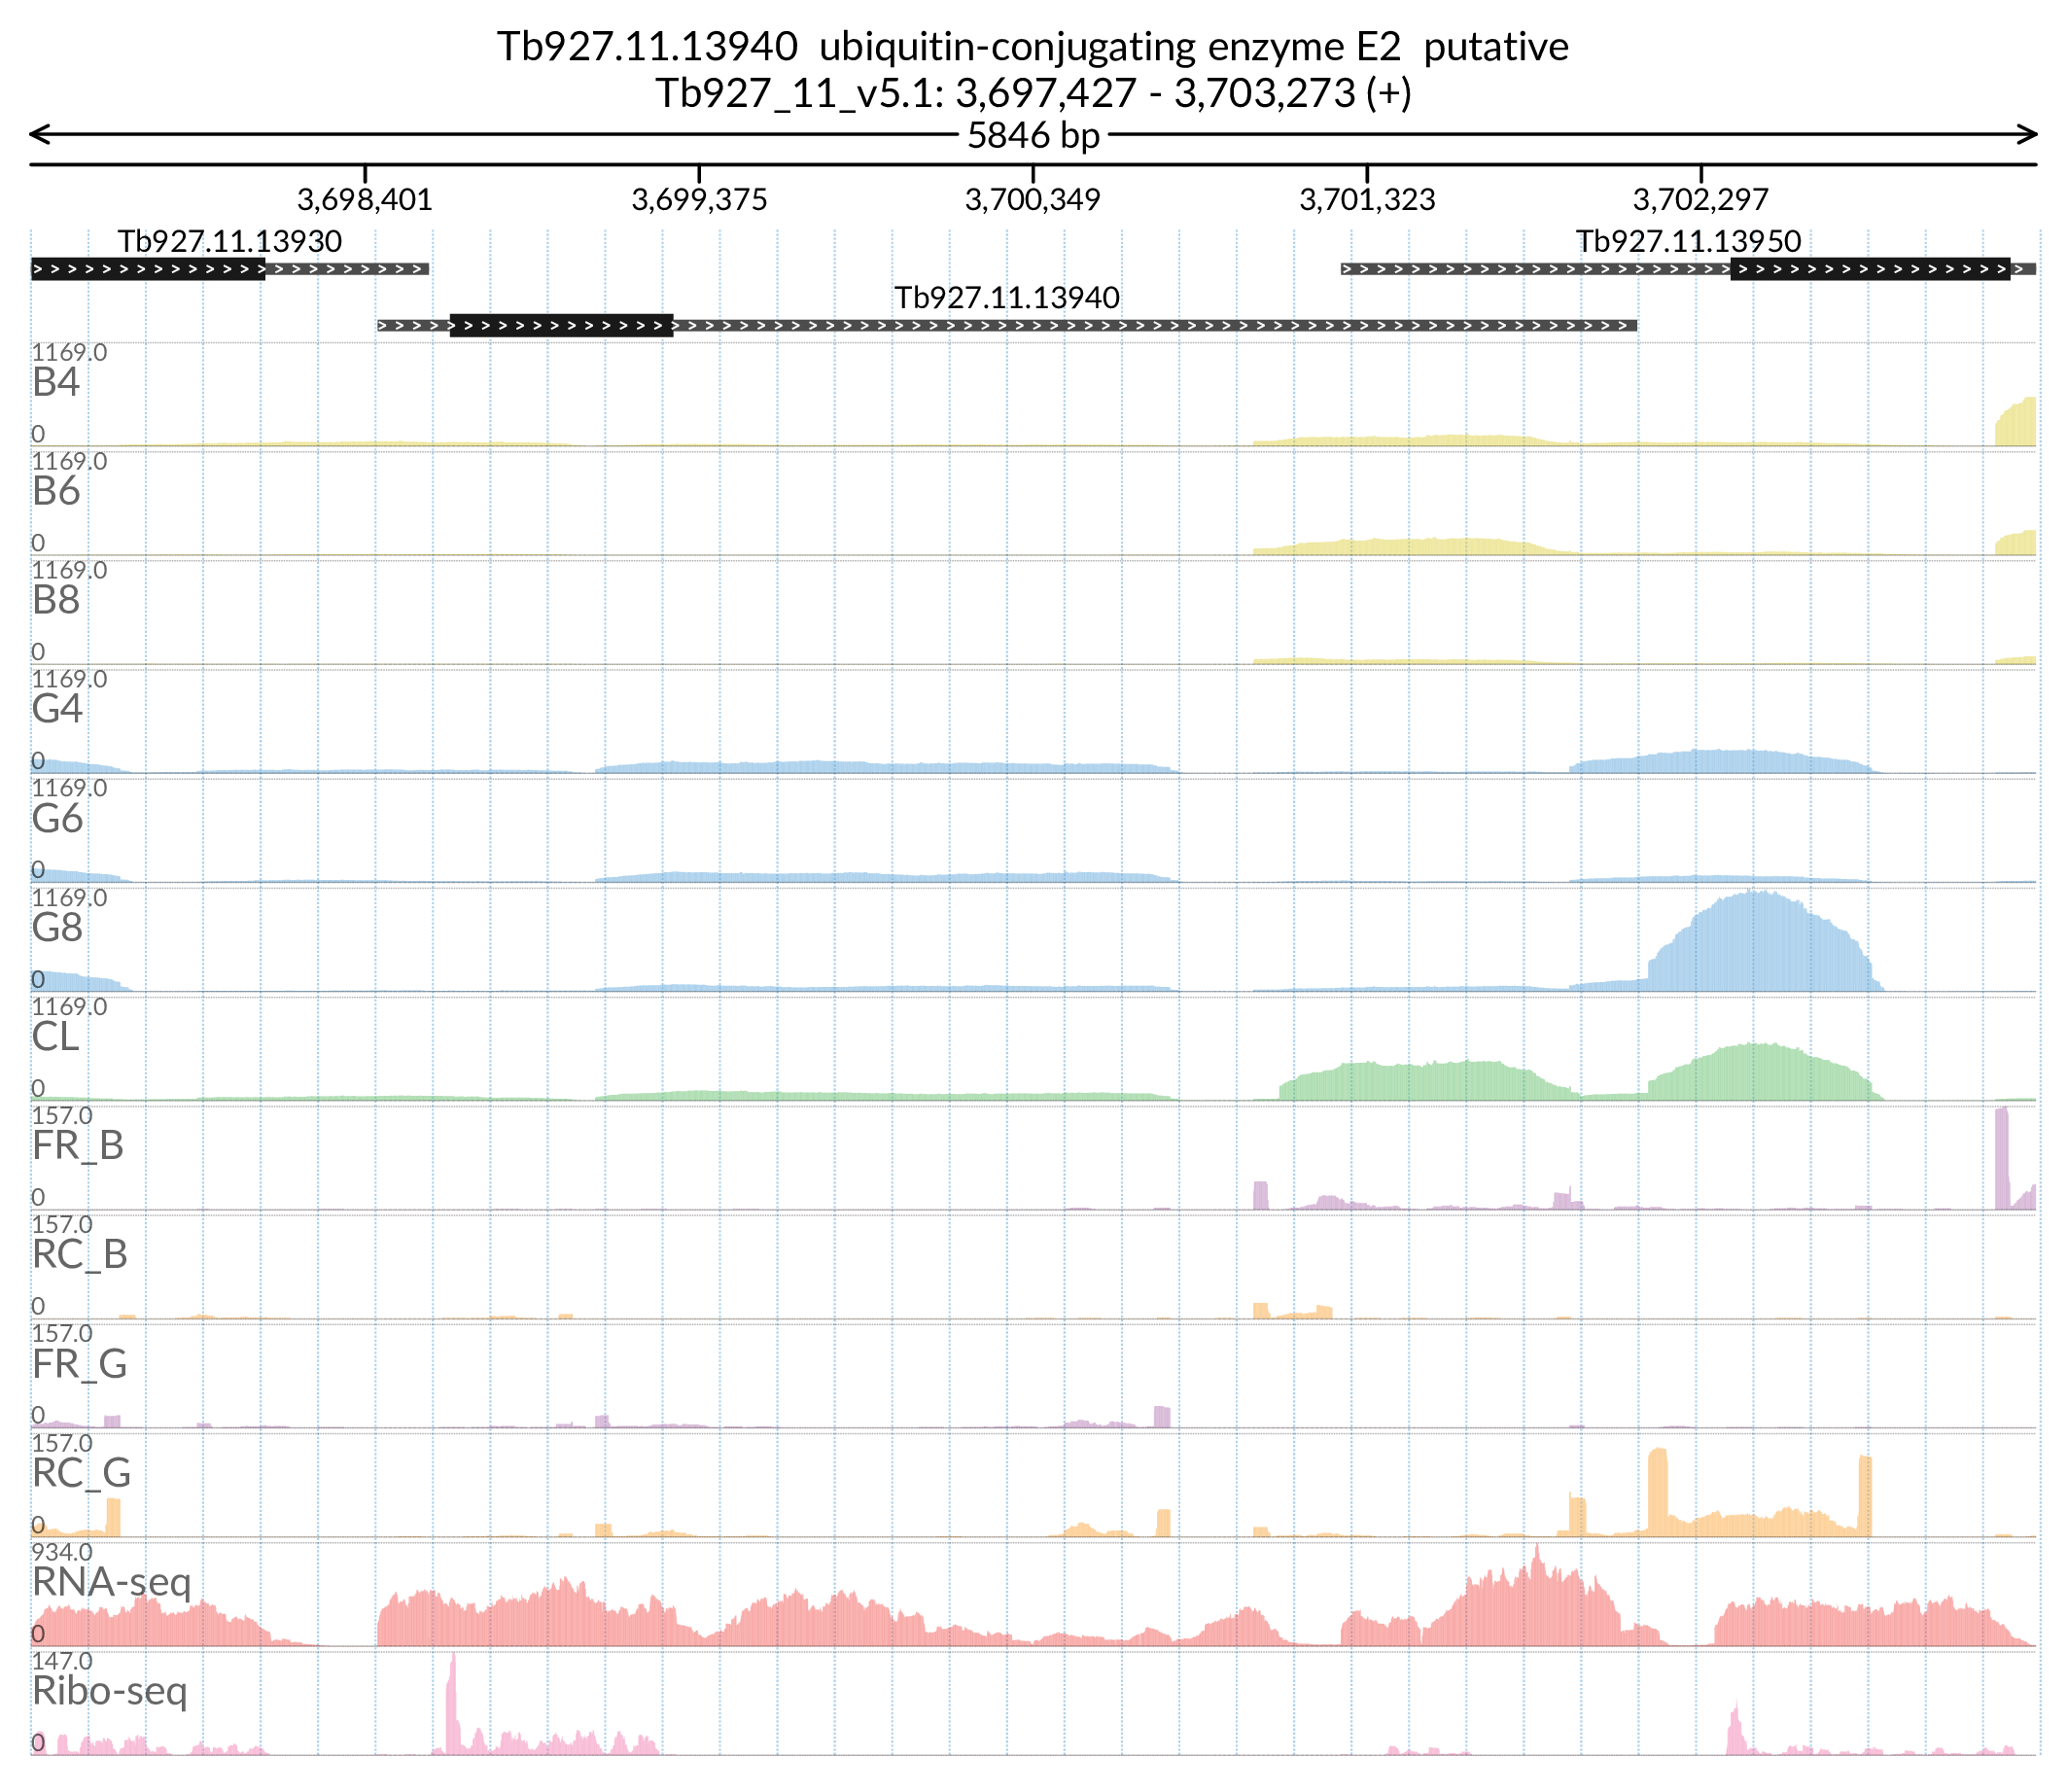 Tb927.11.13940  ubiquitin-conjugating enzyme E2  putative
Tb927_11_v5.1: 3,697,427 - 3,703,273 (+)
5846 bp
3,698,401 3,699,375 3,700,349 3,701,323 3,702,297
Tb927.11.13930 Tb927.11.13950
Tb927.11.13940
1169.0
B4
0
1169.0
B6
0
1169.0
B8
0
1169.0
G4
0
1169.0
G6
0
1169.0
G8
0
1169.0
CL
0
157.0
FR_B
0
157.0
RC_B
0
157.0
FR_G
0
157.0
RC_G
0
934.0
RNA-seq
0
147.0
Ribo-seq
0